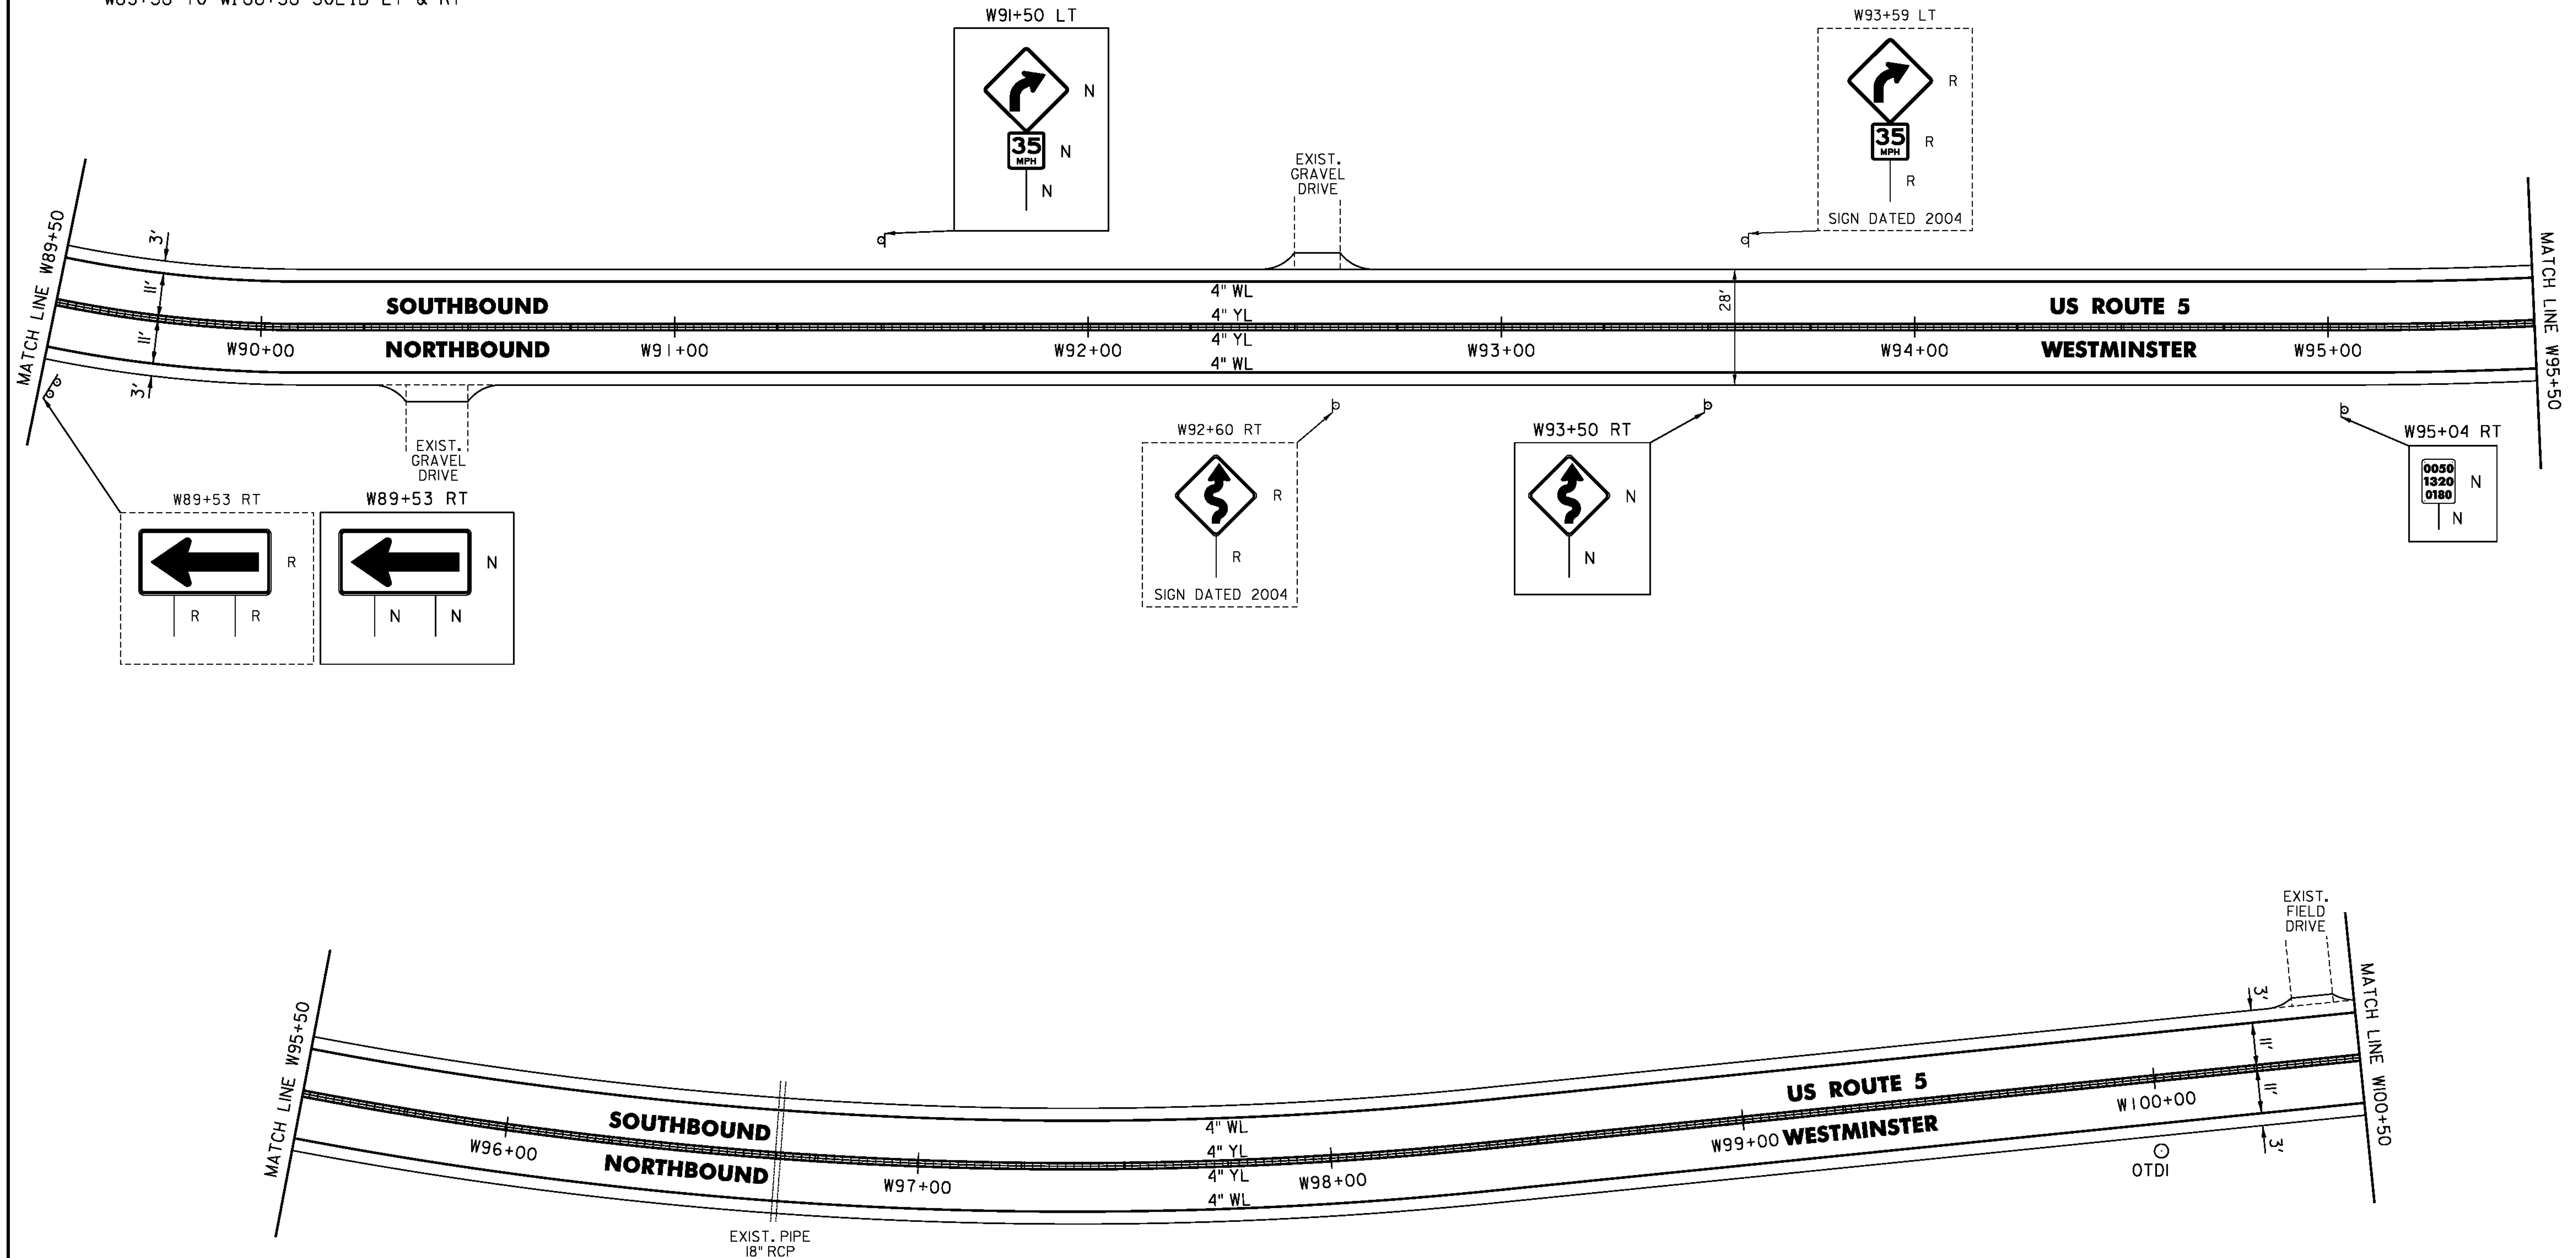 W91+50 LT
N
35
MPH
N
N
W93+59 LT
R
35
MPH
R
R
SIGN DATED 2004
EXIST.
GRAVEL
DRIVE
MATCH LINE W89+50
3'
11'
11'
3'
SOUTHBOUND
NORTHBOUND
W90+00
W91+00
W92+00
W93+00
W94+00
W95+00
4" WL
4" YL
4" YL
4" WL
28'
US ROUTE 5
WESTMINSTER
MATCH LINE W95+50
EXIST.
GRAVEL
DRIVE
W89+53 RT
R
R
R
W89+53 RT
N
N
N
W92+60 RT
R
R
SIGN DATED 2004
W93+50 RT
N
N
W95+04 RT
0050
1320
0180
N
N
EXIST.
FIELD
DRIVE
MATCH LINE W95+50
SOUTHBOUND
NORTHBOUND
W96+00
W97+00
W98+00
W99+00
W100+00
4" WL
4" YL
4" YL
4" WL
US ROUTE 5
WESTMINSTER
3'
11'
11'
3'
MATCH LINE W100+50
OTDI
EXIST. PIPE
18" RCP